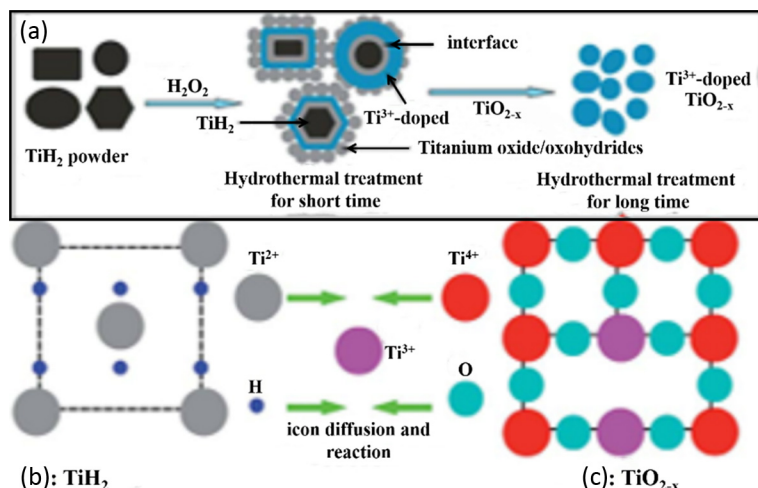 (a)
interface
H₂O₂
TiH₂
Ti³⁺-doped
TiO₂₋ₓ
Ti³⁺-doped
TiO₂₋ₓ
TiH₂ powder
Titanium oxide/oxohydrides
Hydrothermal treatment
for short time
Hydrothermal treatment
for long time
Ti²⁺
Ti⁴⁺
Ti³⁺
H
O
icon diffusion and
reaction
(b): TiH₂
(c): TiO₂₋ₓ